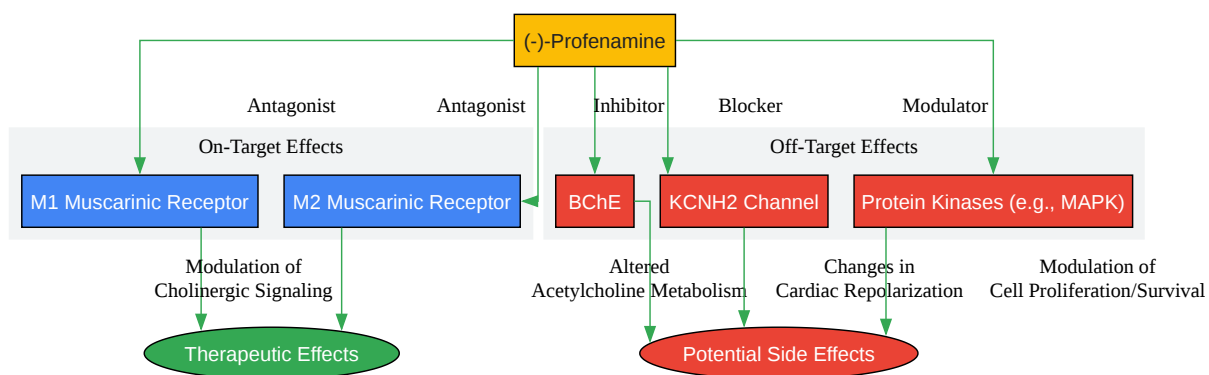 (-)-Profenamine
Antagonist
Antagonist
Inhibitor
Blocker
Modulator
On-Target Effects
Off-Target Effects
M1 Muscarinic Receptor
M2 Muscarinic Receptor
BChE
KCNH2 Channel
Protein Kinases (e.g., MAPK)
Modulation of
Cholinergic Signaling
Altered
Acetylcholine Metabolism
Changes in
Cardiac Repolarization
Modulation of
Cell Proliferation/Survival
Therapeutic Effects
Potential Side Effects